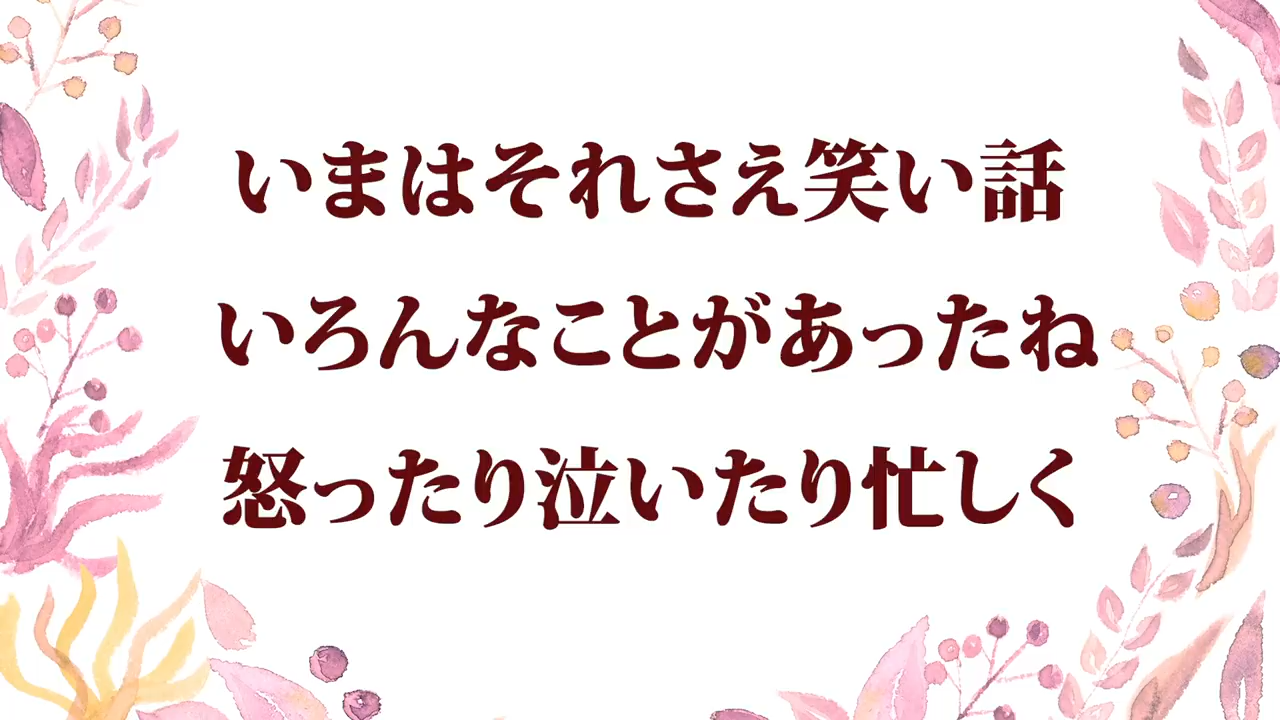 いまはそれさえ笑い話
いろんなことがあったね
怒ったり泣いたり忙しく